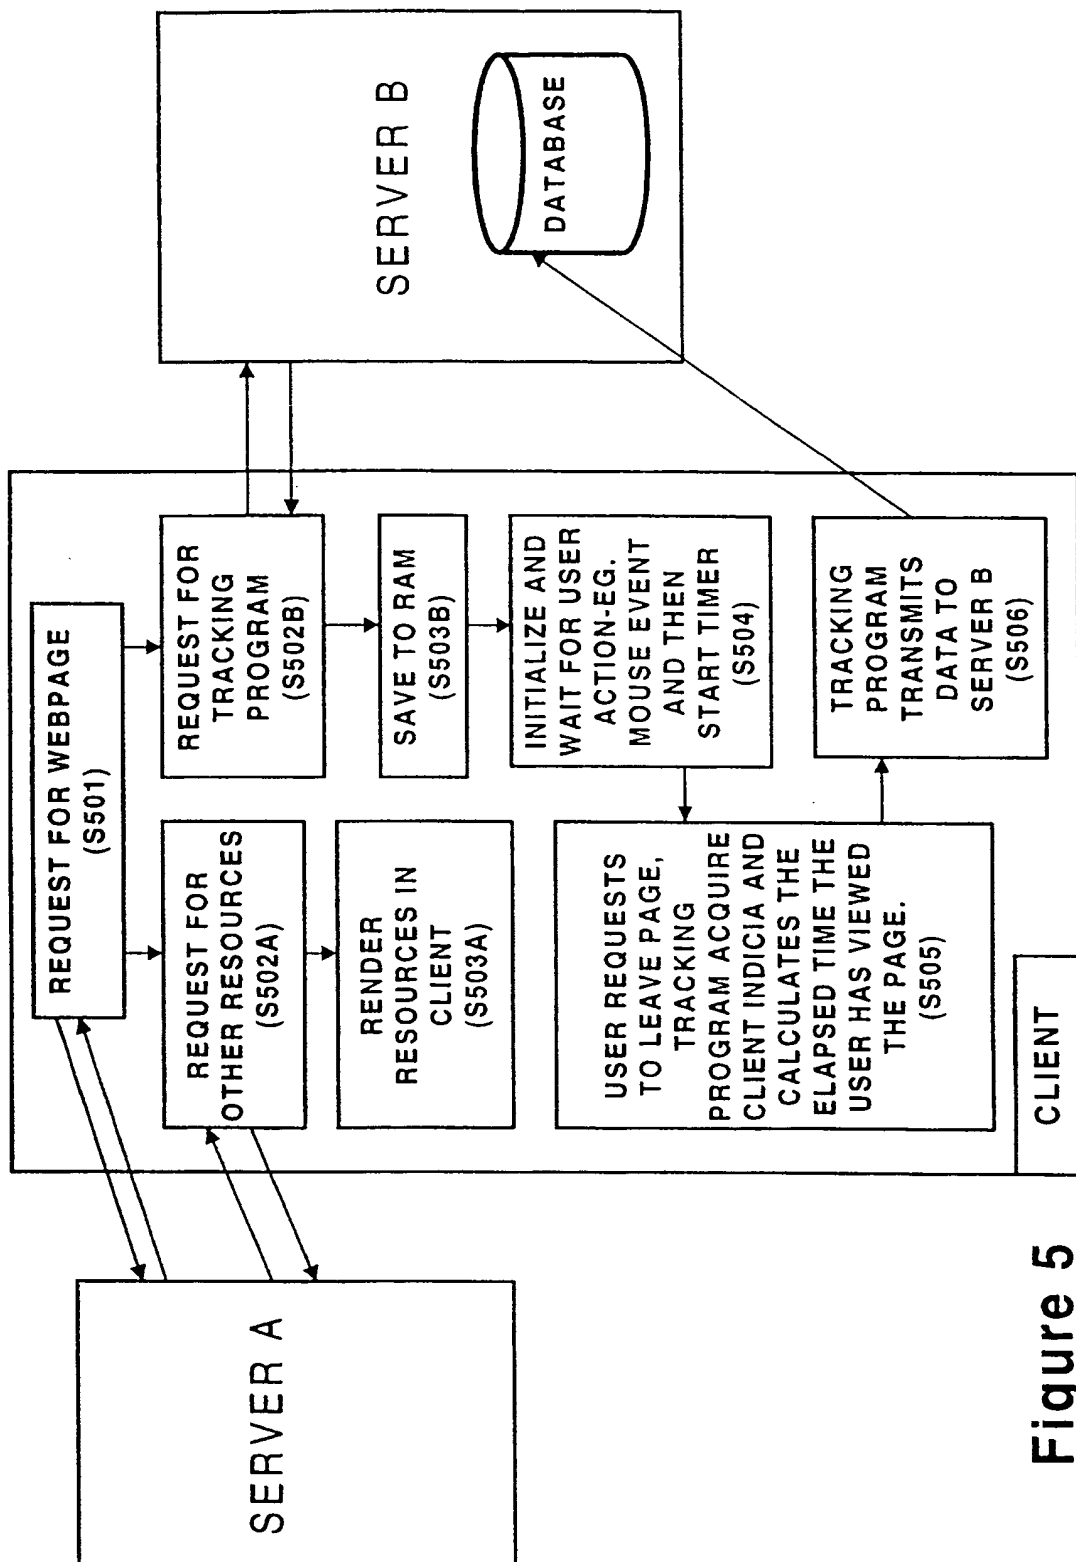 SERVER A
REQUEST FOR WEBPAGE
(S501)
REQUEST FOR
OTHER RESOURCES
(S502A)
RENDER
RESOURCES IN
CLIENT
(S503A)
REQUEST FOR
TRACKING
PROGRAM
(S502B)
SAVE TO RAM
(S503B)
INITIALIZE AND
WAIT FOR USER
ACTION-EG.
MOUSE EVENT
AND THEN
START TIMER
(S504)
USER REQUESTS
TO LEAVE PAGE,
TRACKING
PROGRAM ACQUIRE
CLIENT INDICIA AND
CALCULATES THE
ELAPSED TIME THE
USER HAS VIEWED
THE PAGE.
(S505)
TRACKING
PROGRAM
TRANSMITS
DATA TO
SERVER B
(S506)
CLIENT
SERVER B
DATABASE
Figure 5